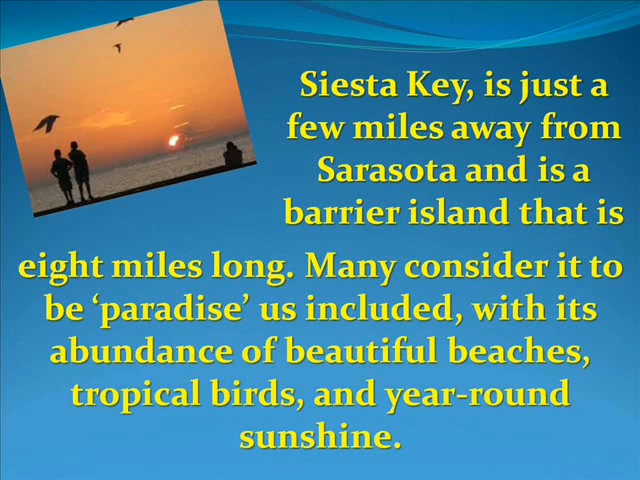 Siesta Key, is just a
few miles away from
Sarasota and is a
barrier island that is
eight miles long. Many consider it to
be ‘paradise’ us included, with its
abundance of beautiful beaches,
tropical birds, and year-round
sunshine.